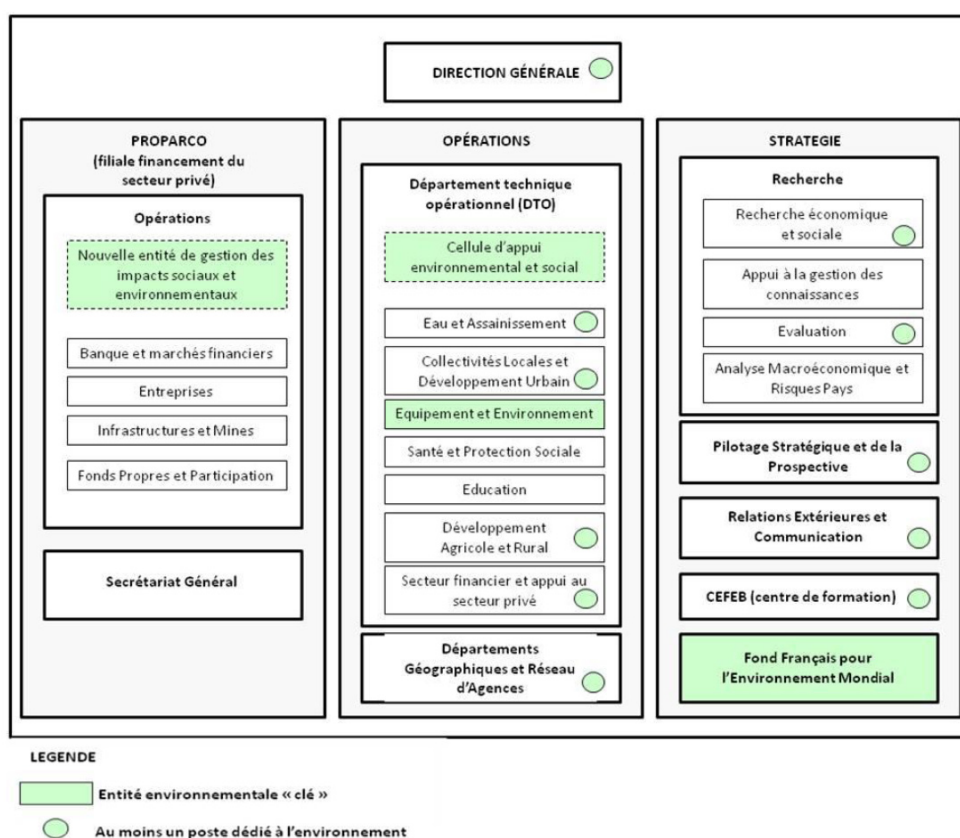 DIRECTION GÉNÉRALE
PROPARCO
(filiale financement du
secteur privé)
Opérations
Nouvelle entité de gestion des
impacts sociaux et
environnementaux
Banque et marchés financiers
Entreprises
Infrastructures et Mines
Fonds Propres et Participation
Secrétariat Général
OPÉRATIONS
Département technique
opérationnel (DTO)
Cellule d'appui
environnemental et social
Eau et Assainissement
Collectivités Locales et
Développement Urbain
Equipement et Environnement
Santé et Protection Sociale
Education
Développement
Agricole et Rural
Secteur financier et appui au
secteur privé
Départements
Géographiques et Réseau
d'Agences
STRATEGIE
Recherche
Recherche économique
et sociale
Appui à la gestion des
connaissances
Evaluation
Analyse Macroéconomique et
Risques Pays
Pilotage Stratégique et de la
Prospective
Relations Extérieures et
Communication
CEFEB (centre de formation)
Fond Français pour
l'Environnement Mondial
LEGENDE
Entité environnementale « clé »
Au moins un poste dédié à l'environnement